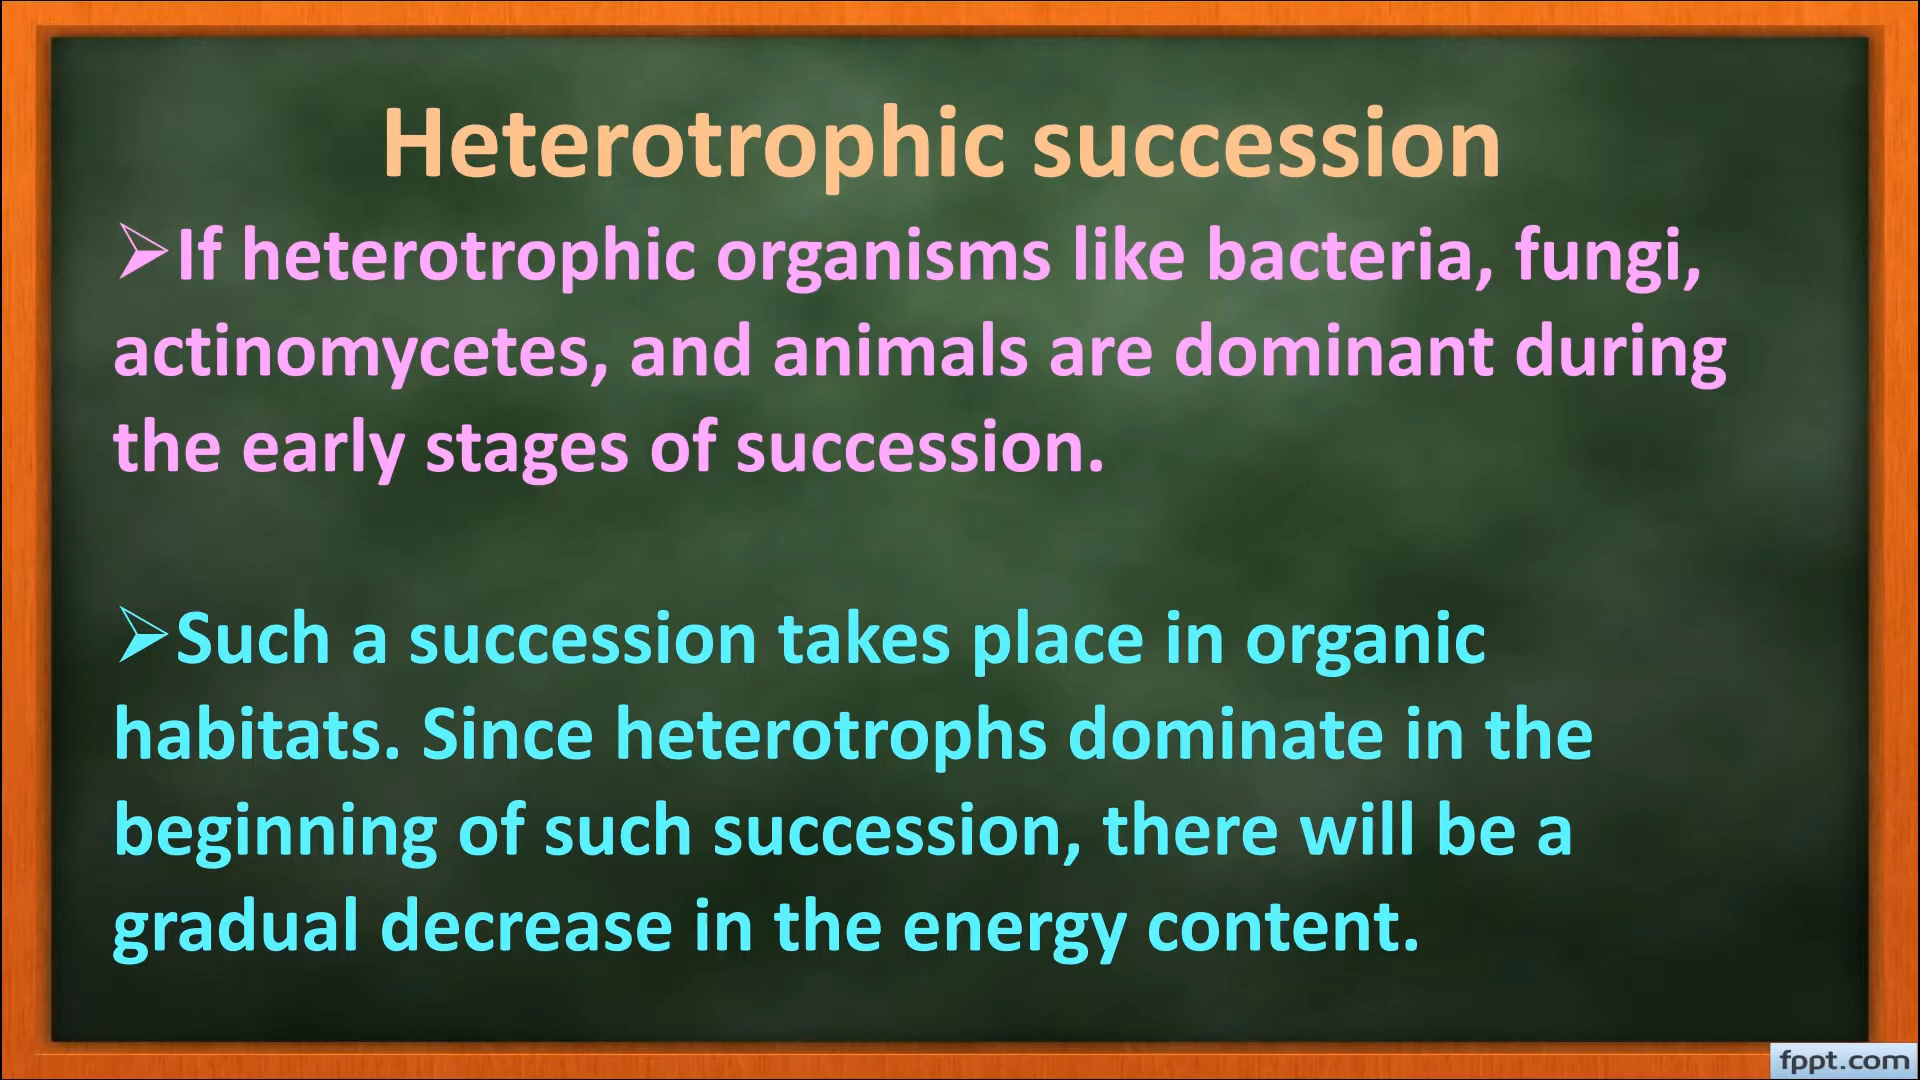 Heterotrophic succession
➢If heterotrophic organisms like bacteria, fungi,
actinomycetes, and animals are dominant during
the early stages of succession.
➢Such a succession takes place in organic
habitats. Since heterotrophs dominate in the
beginning of such succession, there will be a
gradual decrease in the energy content.
fppt.com